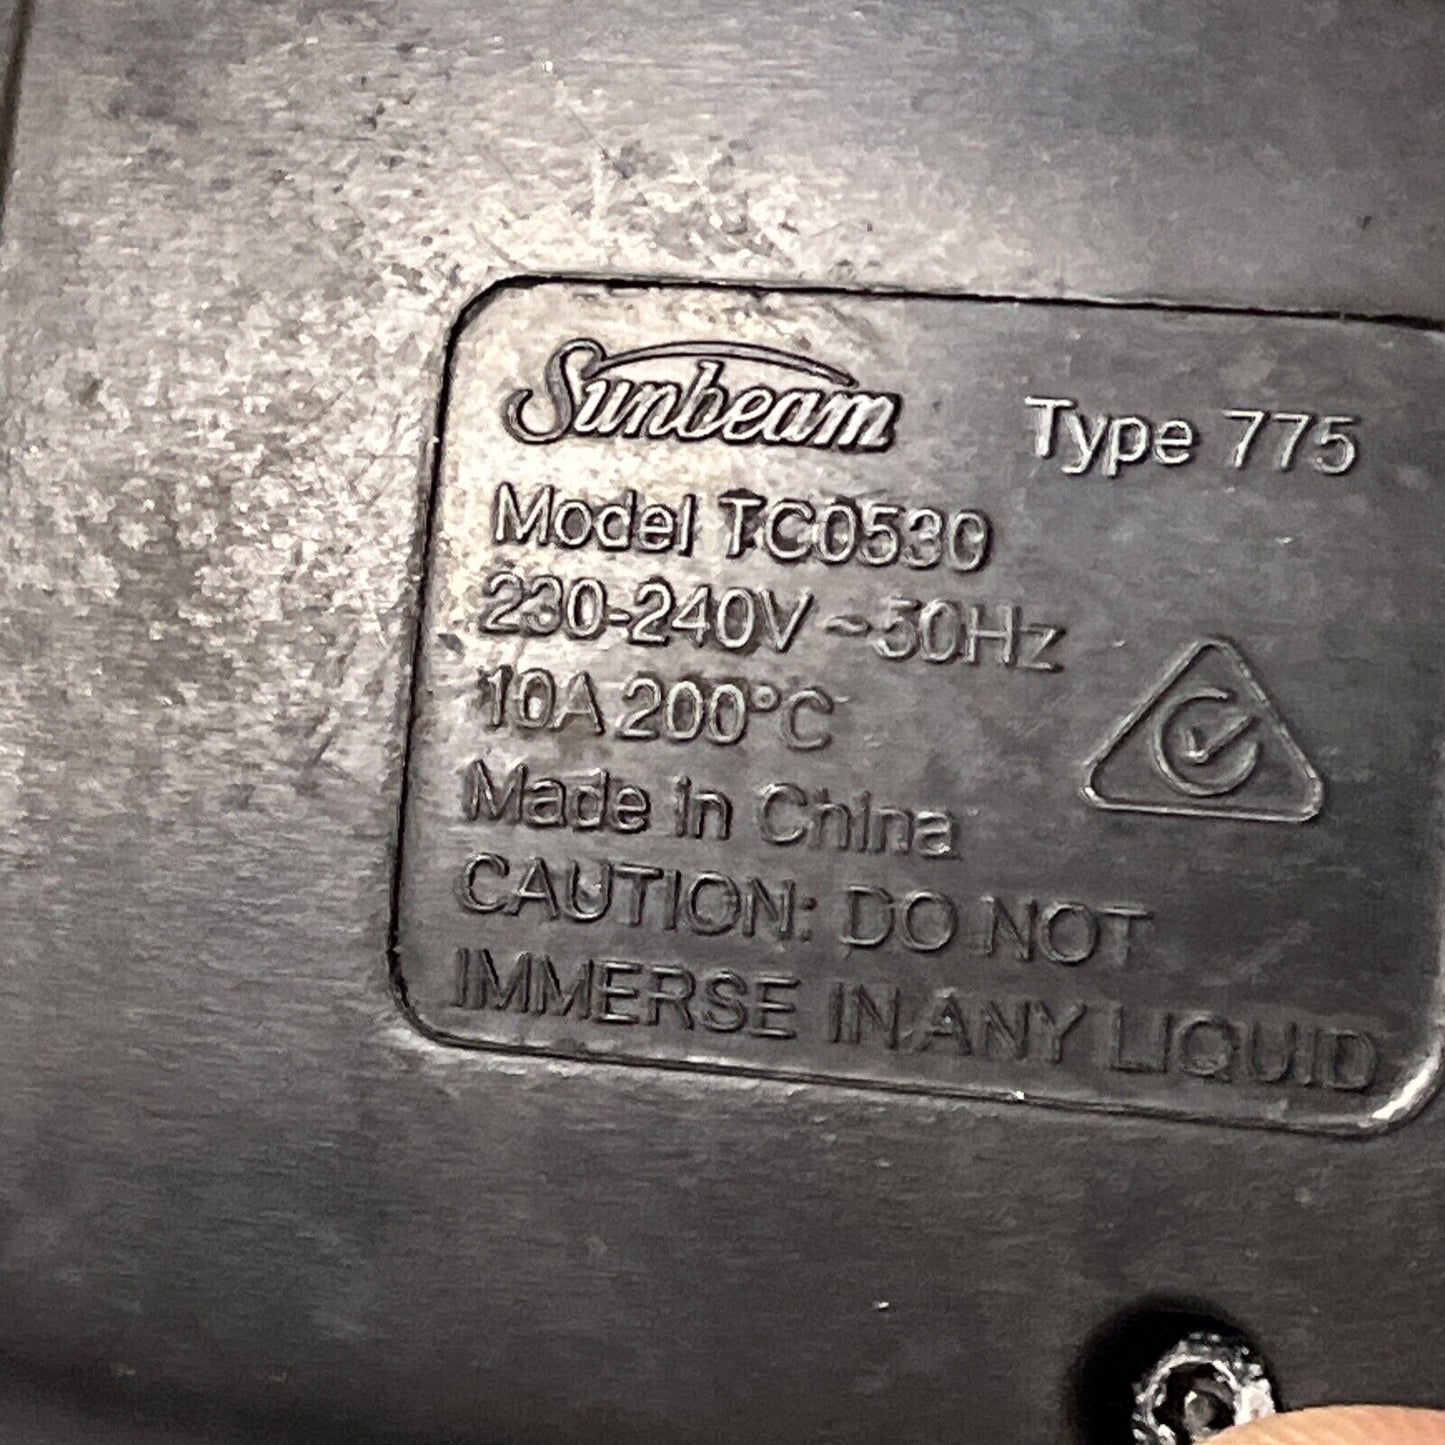 Sunbeam Type 775
Model TC0530
230-240V ~ 50Hz
10A 200°C
Made in China
CAUTION: DO NOT
IMMERSE IN ANY LIQUID